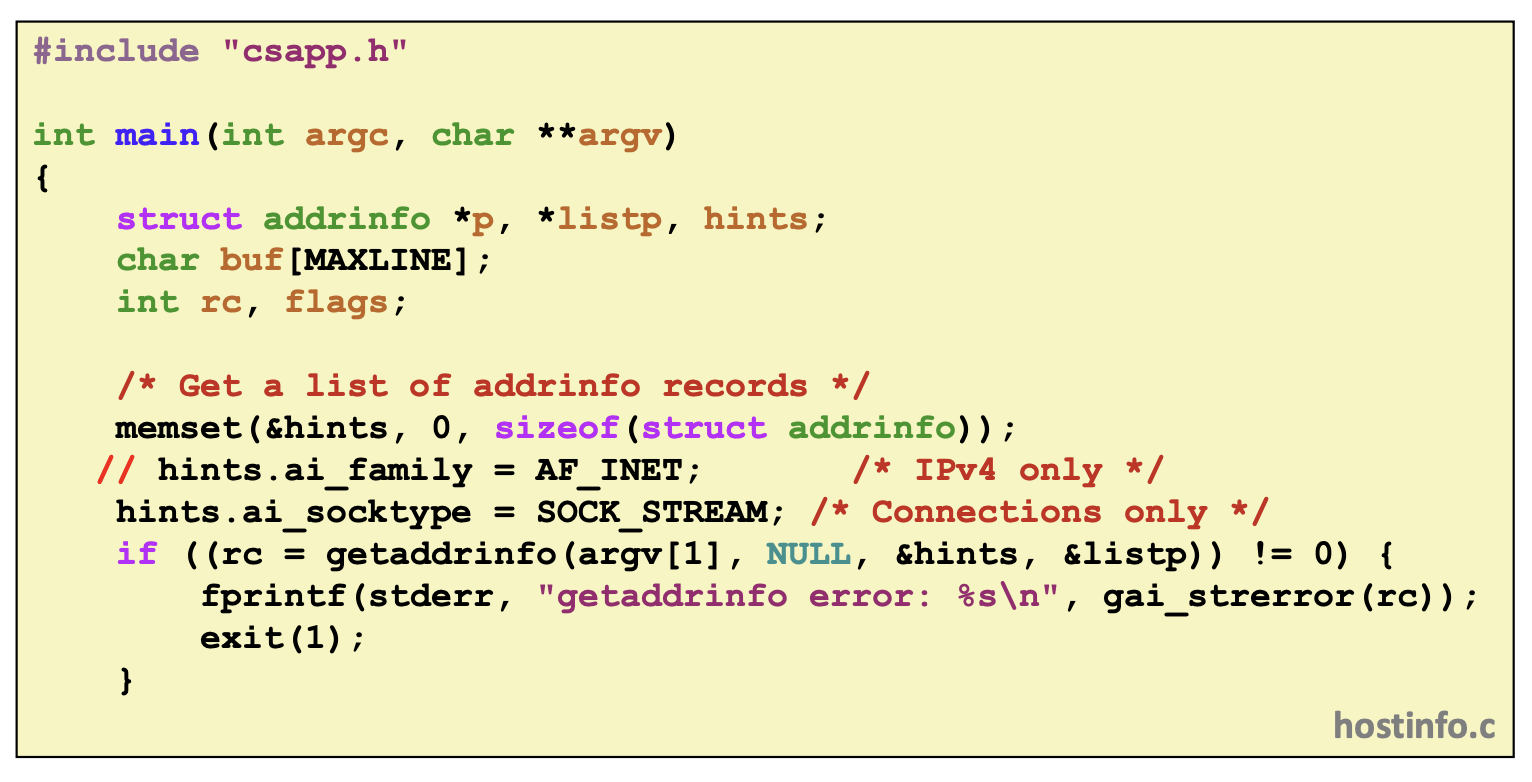 #include "csapp.h"
int main(int argc, char **argv)
{
    struct addrinfo *p, *listp, hints;
    char buf[MAXLINE];
    int rc, flags;
    /* Get a list of addrinfo records */
    memset(&hints, 0, sizeof(struct addrinfo));
   // hints.ai_family = AF_INET;       /* IPv4 only */
    hints.ai_socktype = SOCK_STREAM; /* Connections only */
    if ((rc = getaddrinfo(argv[1], NULL, &hints, &listp)) != 0) {
        fprintf(stderr, "getaddrinfo error: %s\n", gai_strerror(rc));
        exit(1);
    }
hostinfo.c